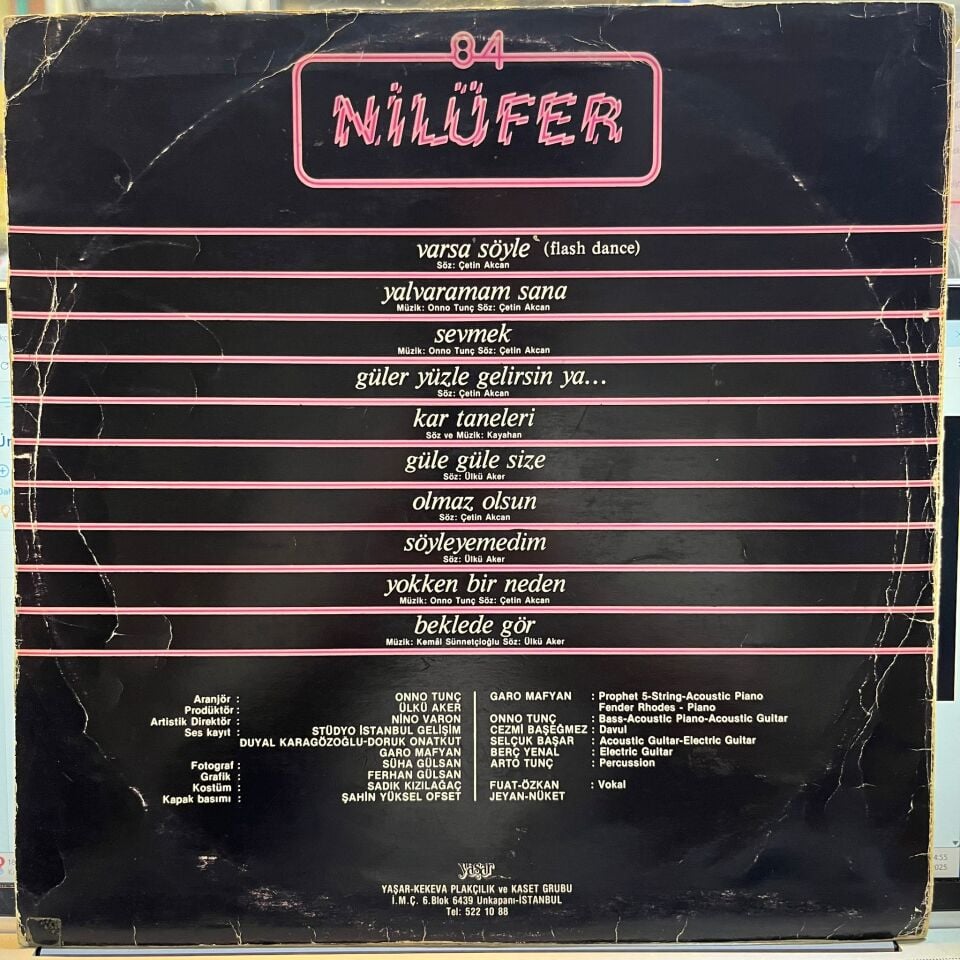 84
NİLÜFER
varsa söyle (flash dance)
Söz: Çetin Akcan
yalvaramam sana
Müzik: Onno Tunç Söz: Çetin Akcan
sevmek
Müzik: Onno Tunç Söz: Çetin Akcan
güler yüzle gelirsin ya...
Söz: Çetin Akcan
kar taneleri
Söz ve Müzik: Kayahan
güle güle size
Söz: Ülkü Aker
olmaz olsun
Söz: Çetin Akcan
söyleyemedim
Söz: Ülkü Aker
yokken bir neden
Müzik: Onno Tunç Söz: Çetin Akcan
beklede gör
Müzik: Kemâl Sünnetçioğlu Söz: Ülkü Aker
Aranjör : ONNO TUNÇ
Prodüktör : ÜLKÜ AKER
Artistik Direktör : NİNO VARON
Ses kayıt : STÜDYO İSTANBUL GELİŞİM
DUYAL KARAGÖZOĞLU-DORUK ONATKUT
GARO MAFYAN
Fotograf : SÜHA GÜLSAN
Grafik : FERHAN GÜLSAN
Kostüm : SADIK KIZILAĞAÇ
Kapak basımı : ŞAHİN YÜKSEL OFSET
GARO MAFYAN : Prophet 5-String-Acoustic Piano
Fender Rhodes - Piano
ONNO TUNÇ : Bass-Acoustic Piano-Acoustic Guitar
CEZMİ BAŞEĞMEZ : Davul
SELÇUK BAŞAR : Acoustic Guitar-Electric Guitar
BERÇ YENAL : Electric Guitar
ARTO TUNÇ : Percussion
FUAT-ÖZKAN : Vokal
JEYAN-NÜKET
yaşar
YAŞAR-KEKEVA PLAKÇILIK ve KASET GRUBU
İ.M.Ç. 6.Blok 6439 Unkapanı-İSTANBUL
Tel: 522 10 88